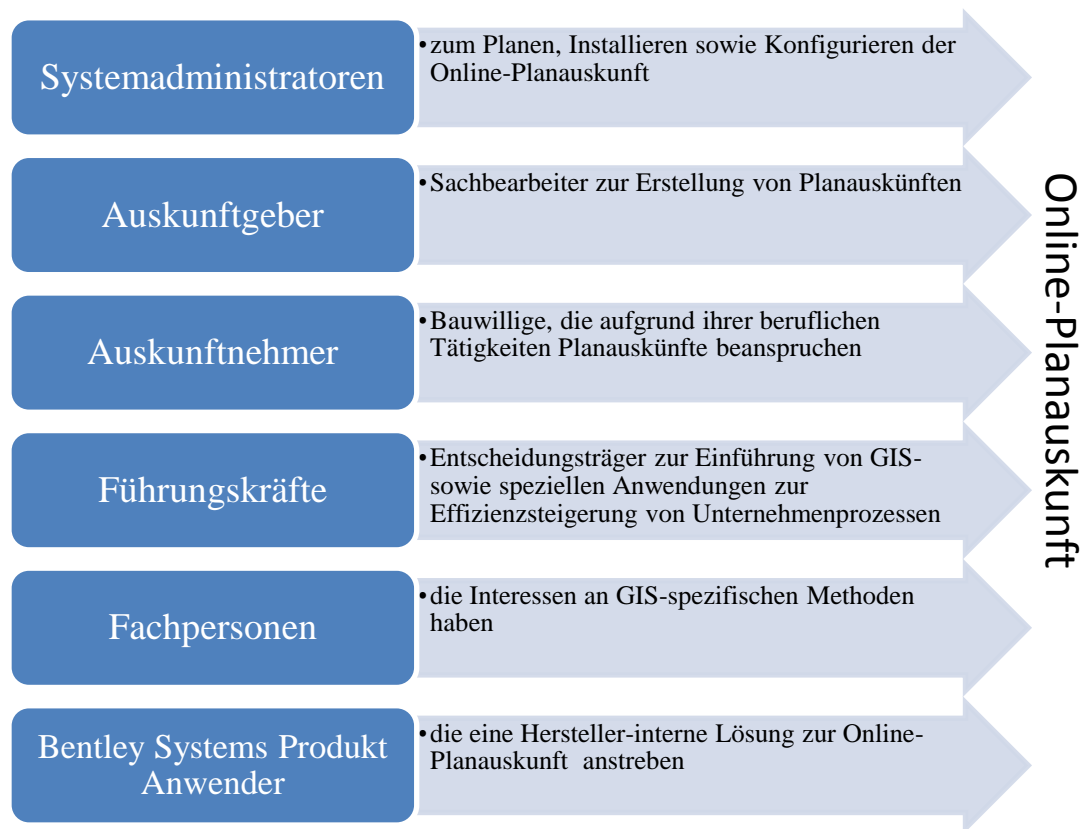 Systemadministratoren
•zum Planen, Installieren sowie Konfigurieren der
Online-Planauskunft
Auskunftgeber
•Sachbearbeiter zur Erstellung von Planauskünften
Auskunftnehmer
•Bauwillige, die aufgrund ihrer beruflichen
Tätigkeiten Planauskünfte beanspruchen
Führungskräfte
•Entscheidungsträger zur Einführung von GIS-
sowie speziellen Anwendungen zur
Effizienzsteigerung von Unternehmenprozessen
Fachpersonen
•die Interessen an GIS-spezifischen Methoden
haben
Bentley Systems Produkt
Anwender
•die eine Hersteller-interne Lösung zur Online-
Planauskunft anstreben
Online-Planauskunft